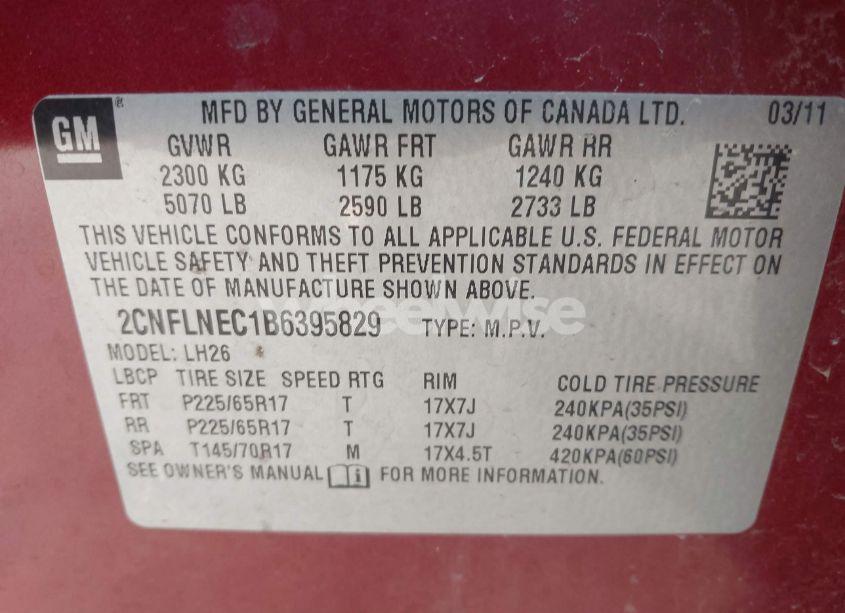 GM®
MFD BY GENERAL MOTORS OF CANADA LTD. 03/11
GVWR GAWR FRT GAWR RR
2300 KG 1175 KG 1240 KG
5070 LB 2590 LB 2733 LB
THIS VEHICLE CONFORMS TO ALL APPLICABLE U.S. FEDERAL MOTOR
VEHICLE SAFETY AND THEFT PREVENTION STANDARDS IN EFFECT ON
THE DATE OF MANUFACTURE SHOWN ABOVE.
2CNFLNEC1B6395829 TYPE: M.P.V.
MODEL: LH26
LBCP TIRE SIZE SPEED RTG RIM COLD TIRE PRESSURE
FRT P225/65R17 T 17X7J 240KPA(35PSI)
RR P225/65R17 T 17X7J 240KPA(35PSI)
SPA T145/70R17 M 17X4.5T 420KPA(60PSI)
SEE OWNER'S MANUAL i FOR MORE INFORMATION.